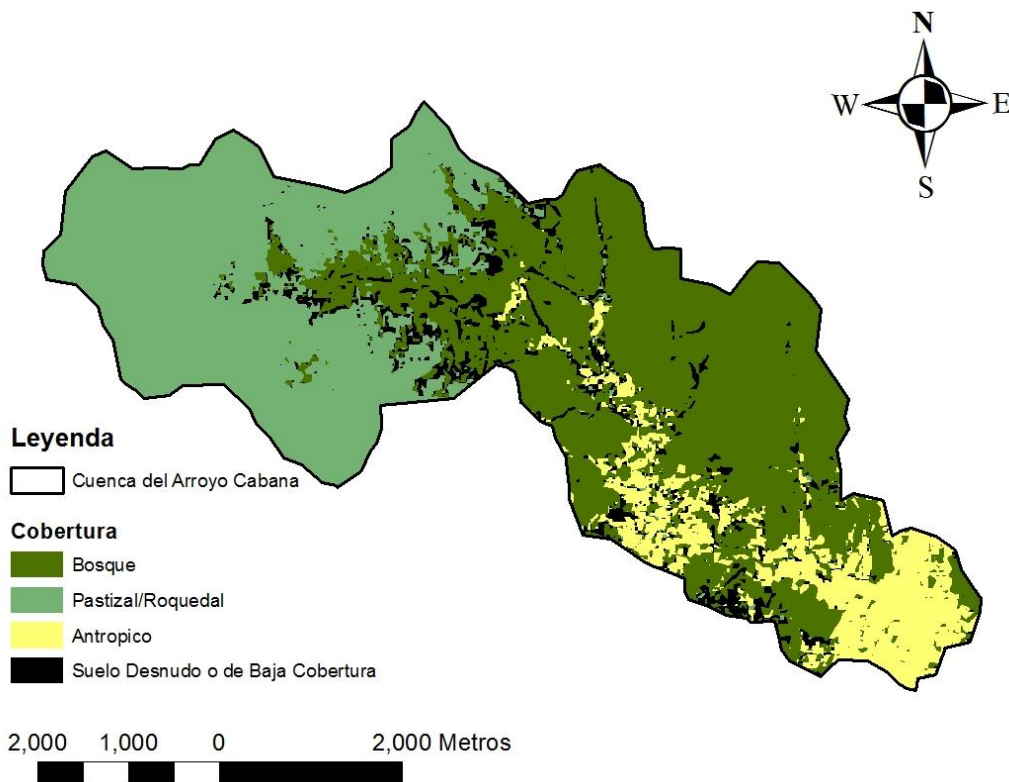 N
W E
S
Leyenda
Cuenca del Arroyo Cabana
Cobertura
Bosque
Pastizal/Roquedal
Antropico
Suelo Desnudo o de Baja Cobertura
2,000 1,000 0 2,000 Metros